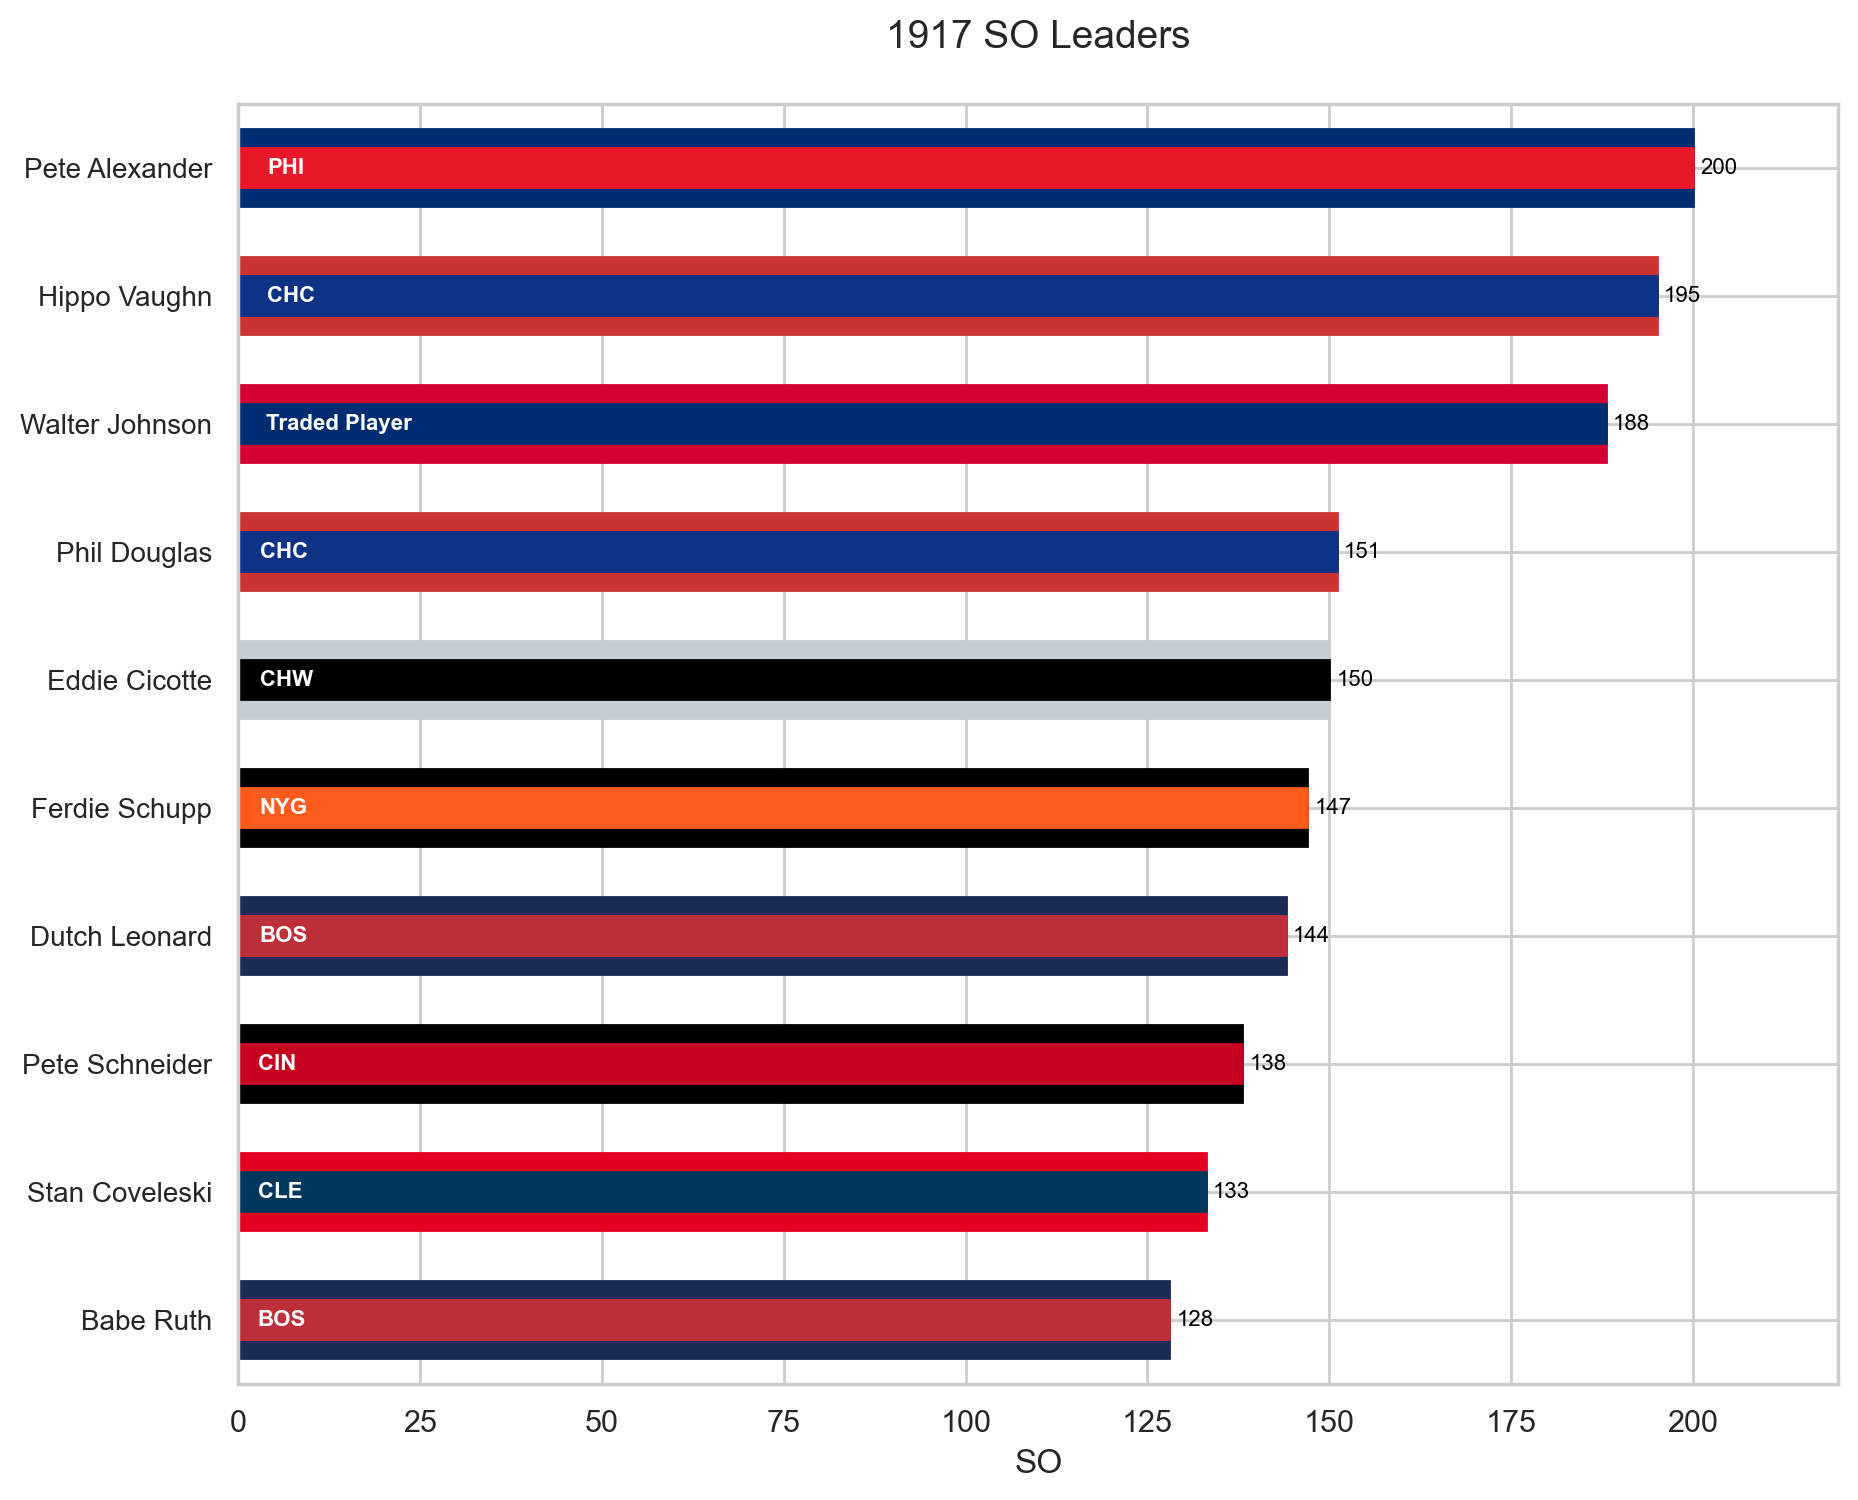 1917 SO Leaders
Pete Alexander PHI 200
Hippo Vaughn CHC 195
Walter Johnson Traded Player 188
Phil Douglas CHC 151
Eddie Cicotte CHW 150
Ferdie Schupp NYG 147
Dutch Leonard BOS 144
Pete Schneider CIN 138
Stan Coveleski CLE 133
Babe Ruth BOS 128
0 25 50 75 100 125 150 175 200
SO